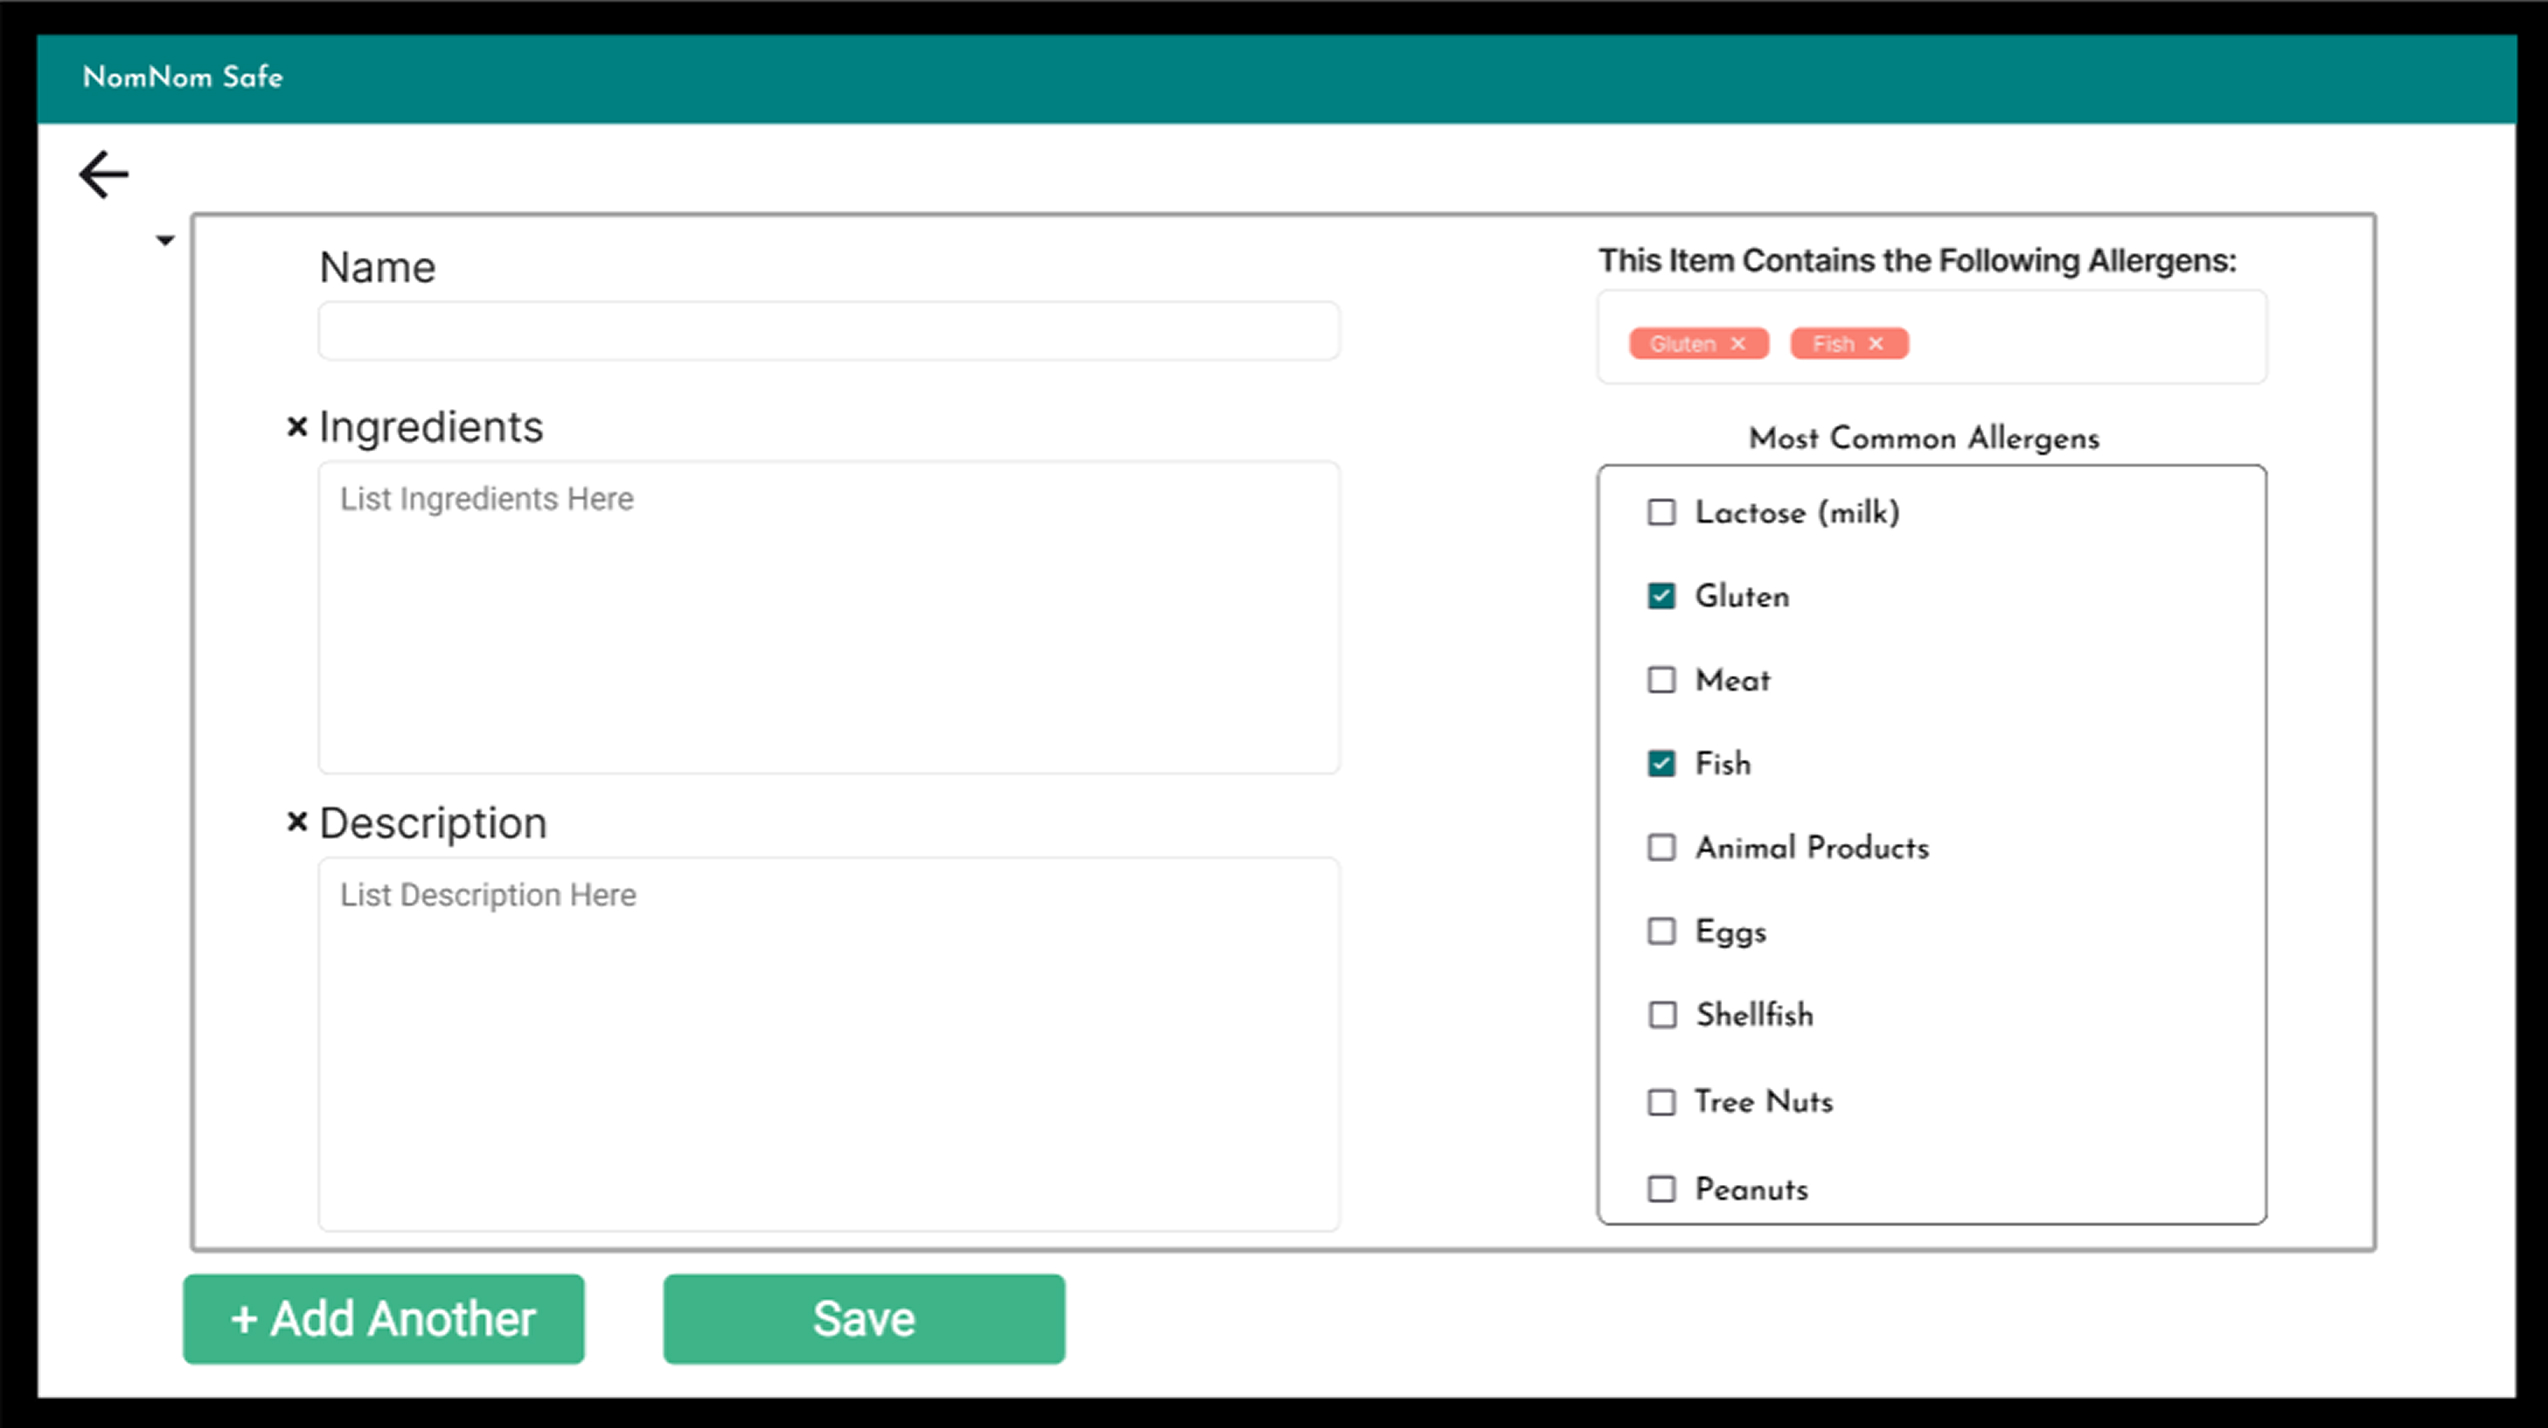 NomNom Safe
Name
Ingredients
List Ingredients Here
Description
List Description Here
This Item Contains the Following Allergens:
Gluten × Fish ×
Most Common Allergens
Lactose (milk)
Gluten
Meat
Fish
Animal Products
Eggs
Shellfish
Tree Nuts
Peanuts
+ Add Another
Save